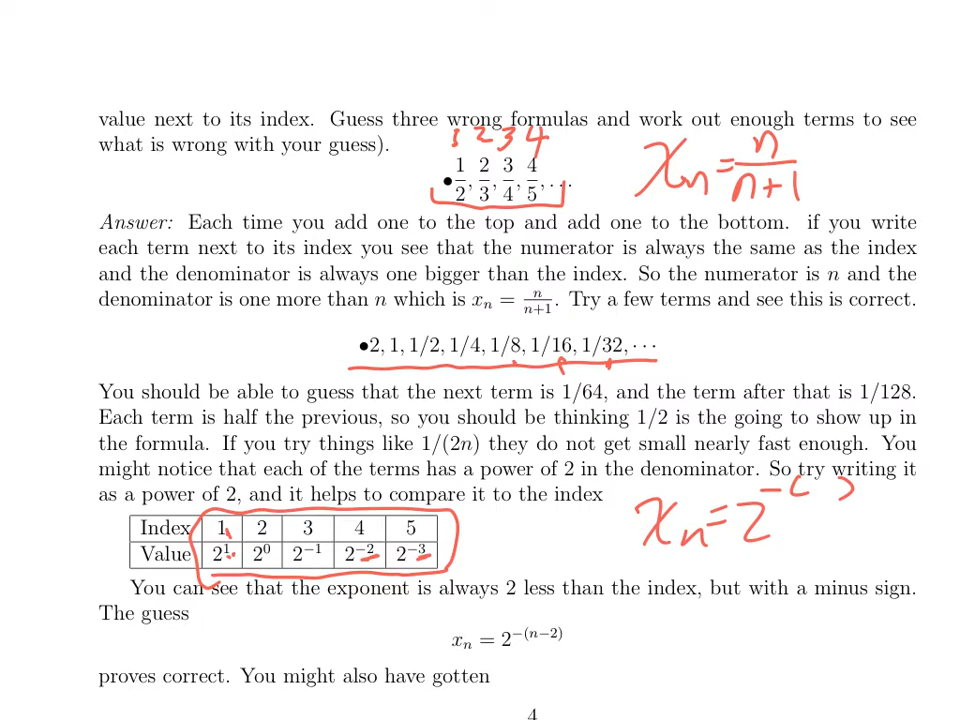 value next to its index. Guess three wrong formulas and work out enough terms to see
what is wrong with your guess).
1 2 3 4
•1/2, 2/3, 3/4, 4/5, ...
xn = n/(n+1)
Answer: Each time you add one to the top and add one to the bottom. if you write
each term next to its index you see that the numerator is always the same as the index
and the denominator is always one bigger than the index. So the numerator is n and the
denominator is one more than n which is xn = n/(n+1). Try a few terms and see this is correct.
•2, 1, 1/2, 1/4, 1/8, 1/16, 1/32, ···
You should be able to guess that the next term is 1/64, and the term after that is 1/128.
Each term is half the previous, so you should be thinking 1/2 is the going to show up in
the formula. If you try things like 1/(2n) they do not get small nearly fast enough. You
might notice that each of the terms has a power of 2 in the denominator. So try writing it
as a power of 2, and it helps to compare it to the index
xn = 2^-( )
Index 1 2 3 4 5
Value 2^1 2^0 2^−1 2^−2 2^−3
You can see that the exponent is always 2 less than the index, but with a minus sign.
The guess
xn = 2^−(n−2)
proves correct. You might also have gotten
4